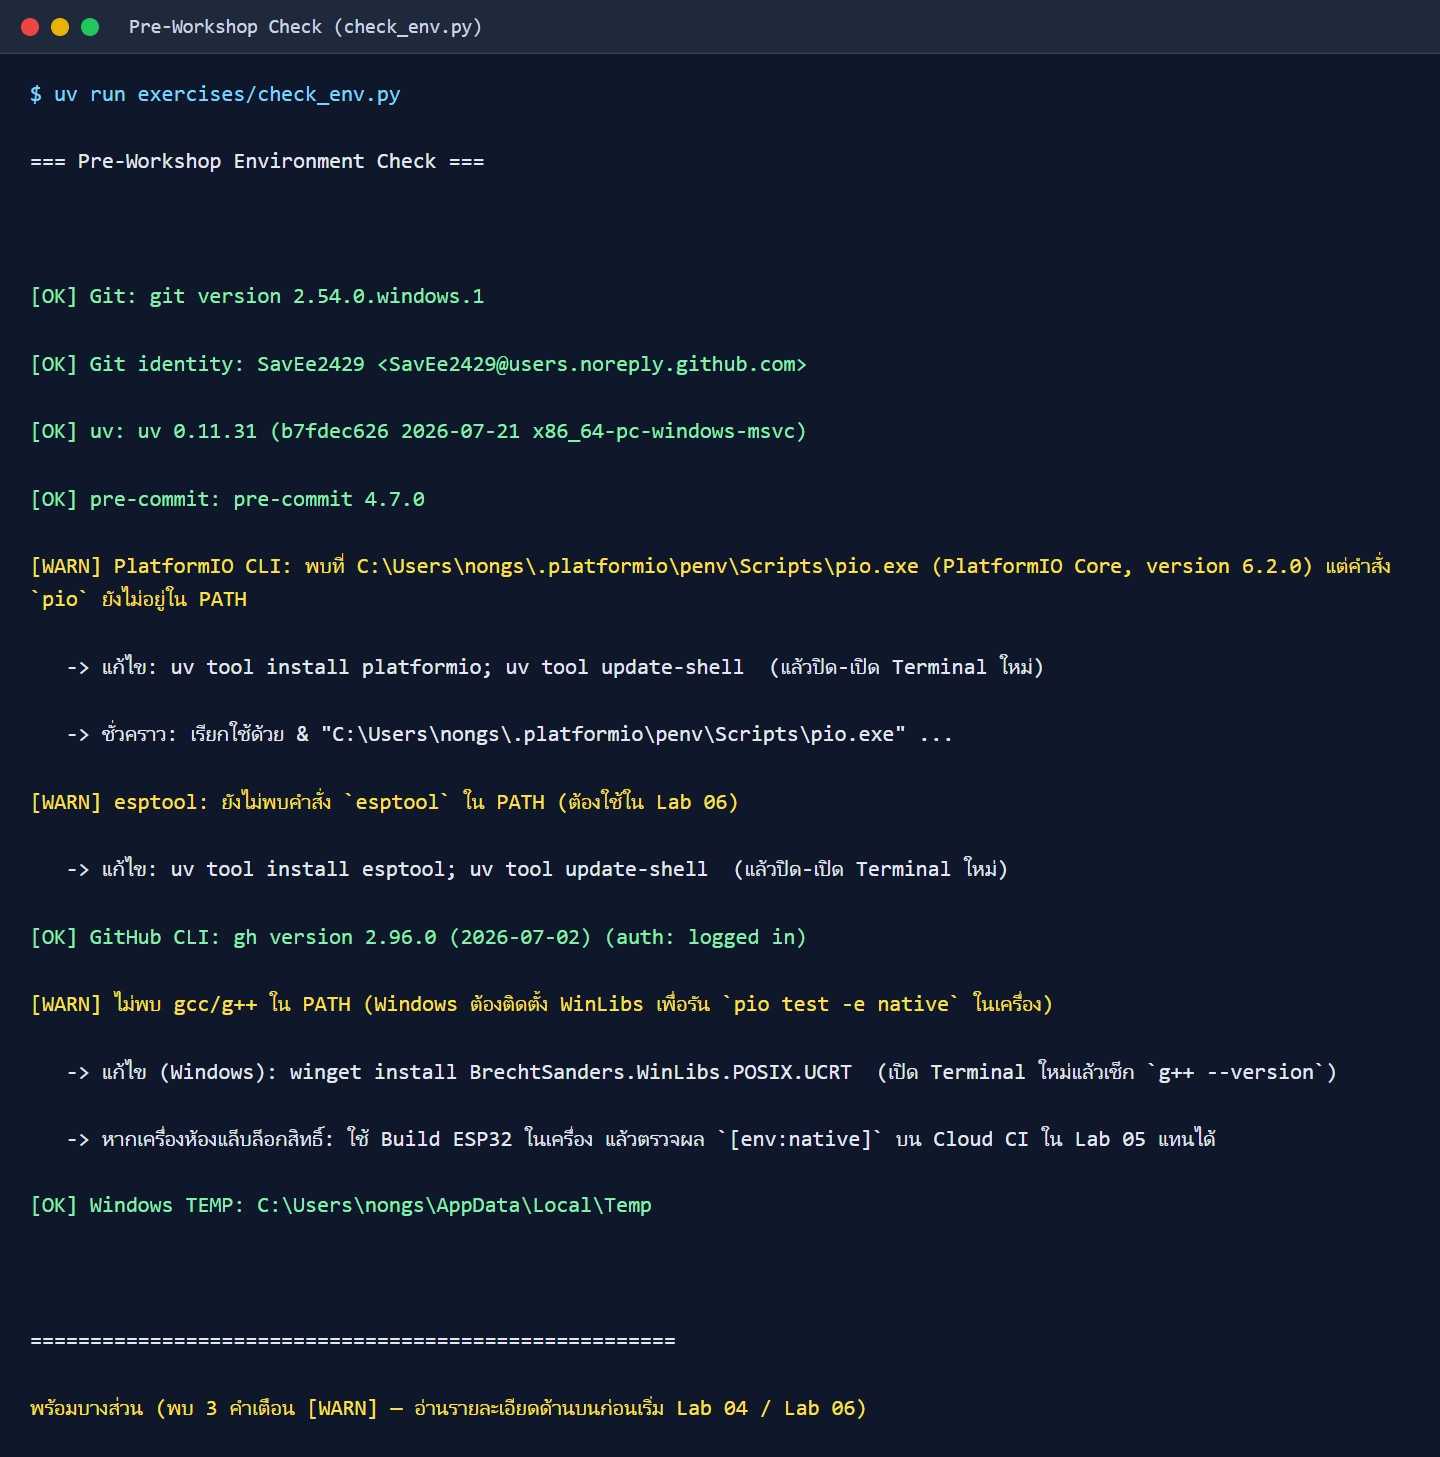 Pre-Workshop Check (check_env.py)
$ uv run exercises/check_env.py
=== Pre-Workshop Environment Check ===
[OK] Git: git version 2.54.0.windows.1
[OK] Git identity: SavEe2429 <SavEe2429@users.noreply.github.com>
[OK] uv: uv 0.11.31 (b7fdec626 2026-07-21 x86_64-pc-windows-msvc)
[OK] pre-commit: pre-commit 4.7.0
[WARN] PlatformIO CLI: พบที่ C:\Users\nongs\.platformio\penv\Scripts\pio.exe (PlatformIO Core, version 6.2.0) แต่คำสั่ง
`pio` ยังไม่อยู่ใน PATH
-> แก้ไข: uv tool install platformio; uv tool update-shell  (แล้วปิด-เปิด Terminal ใหม่)
-> ชั่วคราว: เรียกใช้ด้วย & "C:\Users\nongs\.platformio\penv\Scripts\pio.exe" ...
[WARN] esptool: ยังไม่พบคำสั่ง `esptool` ใน PATH (ต้องใช้ใน Lab 06)
-> แก้ไข: uv tool install esptool; uv tool update-shell  (แล้วปิด-เปิด Terminal ใหม่)
[OK] GitHub CLI: gh version 2.96.0 (2026-07-02) (auth: logged in)
[WARN] ไม่พบ gcc/g++ ใน PATH (Windows ต้องติดตั้ง WinLibs เพื่อรัน `pio test -e native` ในเครื่อง)
-> แก้ไข (Windows): winget install BrechtSanders.WinLibs.POSIX.UCRT  (เปิด Terminal ใหม่แล้วเช็ก `g++ --version`)
-> หากเครื่องห้องแล็บล็อกสิทธิ์: ใช้ Build ESP32 ในเครื่อง แล้วตรวจผล `[env:native]` บน Cloud CI ใน Lab 05 แทนได้
[OK] Windows TEMP: C:\Users\nongs\AppData\Local\Temp
======================================================
พร้อมบางส่วน (พบ 3 คำเตือน [WARN] — อ่านรายละเอียดด้านบนก่อนเริ่ม Lab 04 / Lab 06)